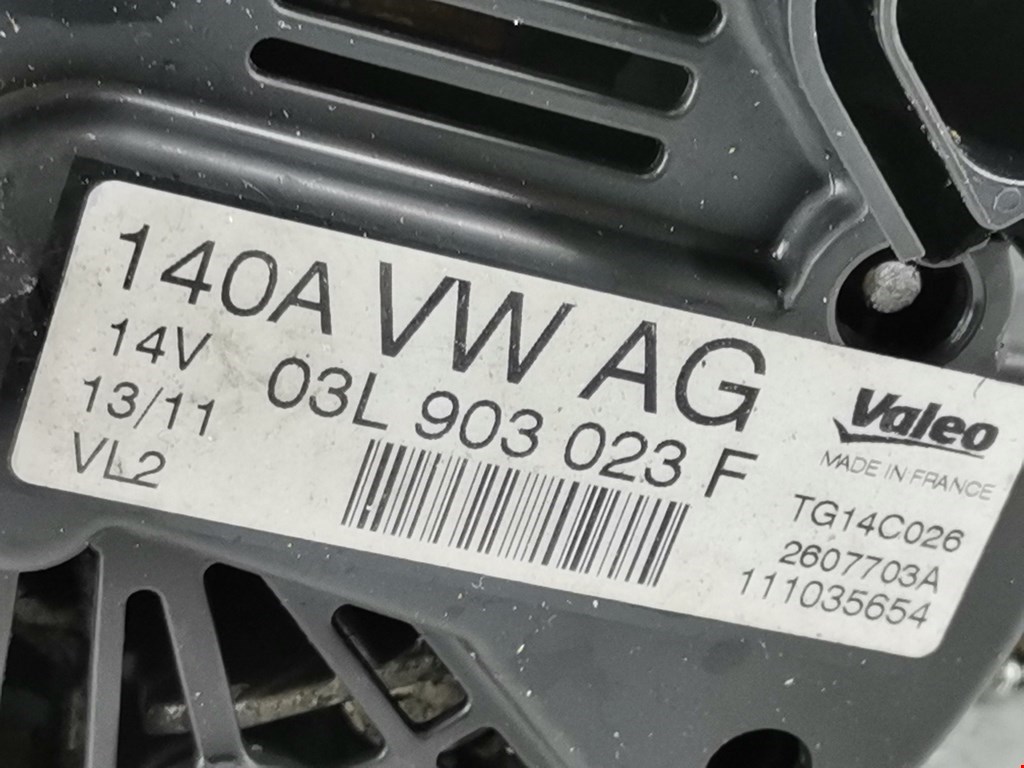 140A VW AG
14V
03L 903 023 F
13/11
VL2
Valeo
MADE IN FRANCE
TG14C026
2607703A
111035654